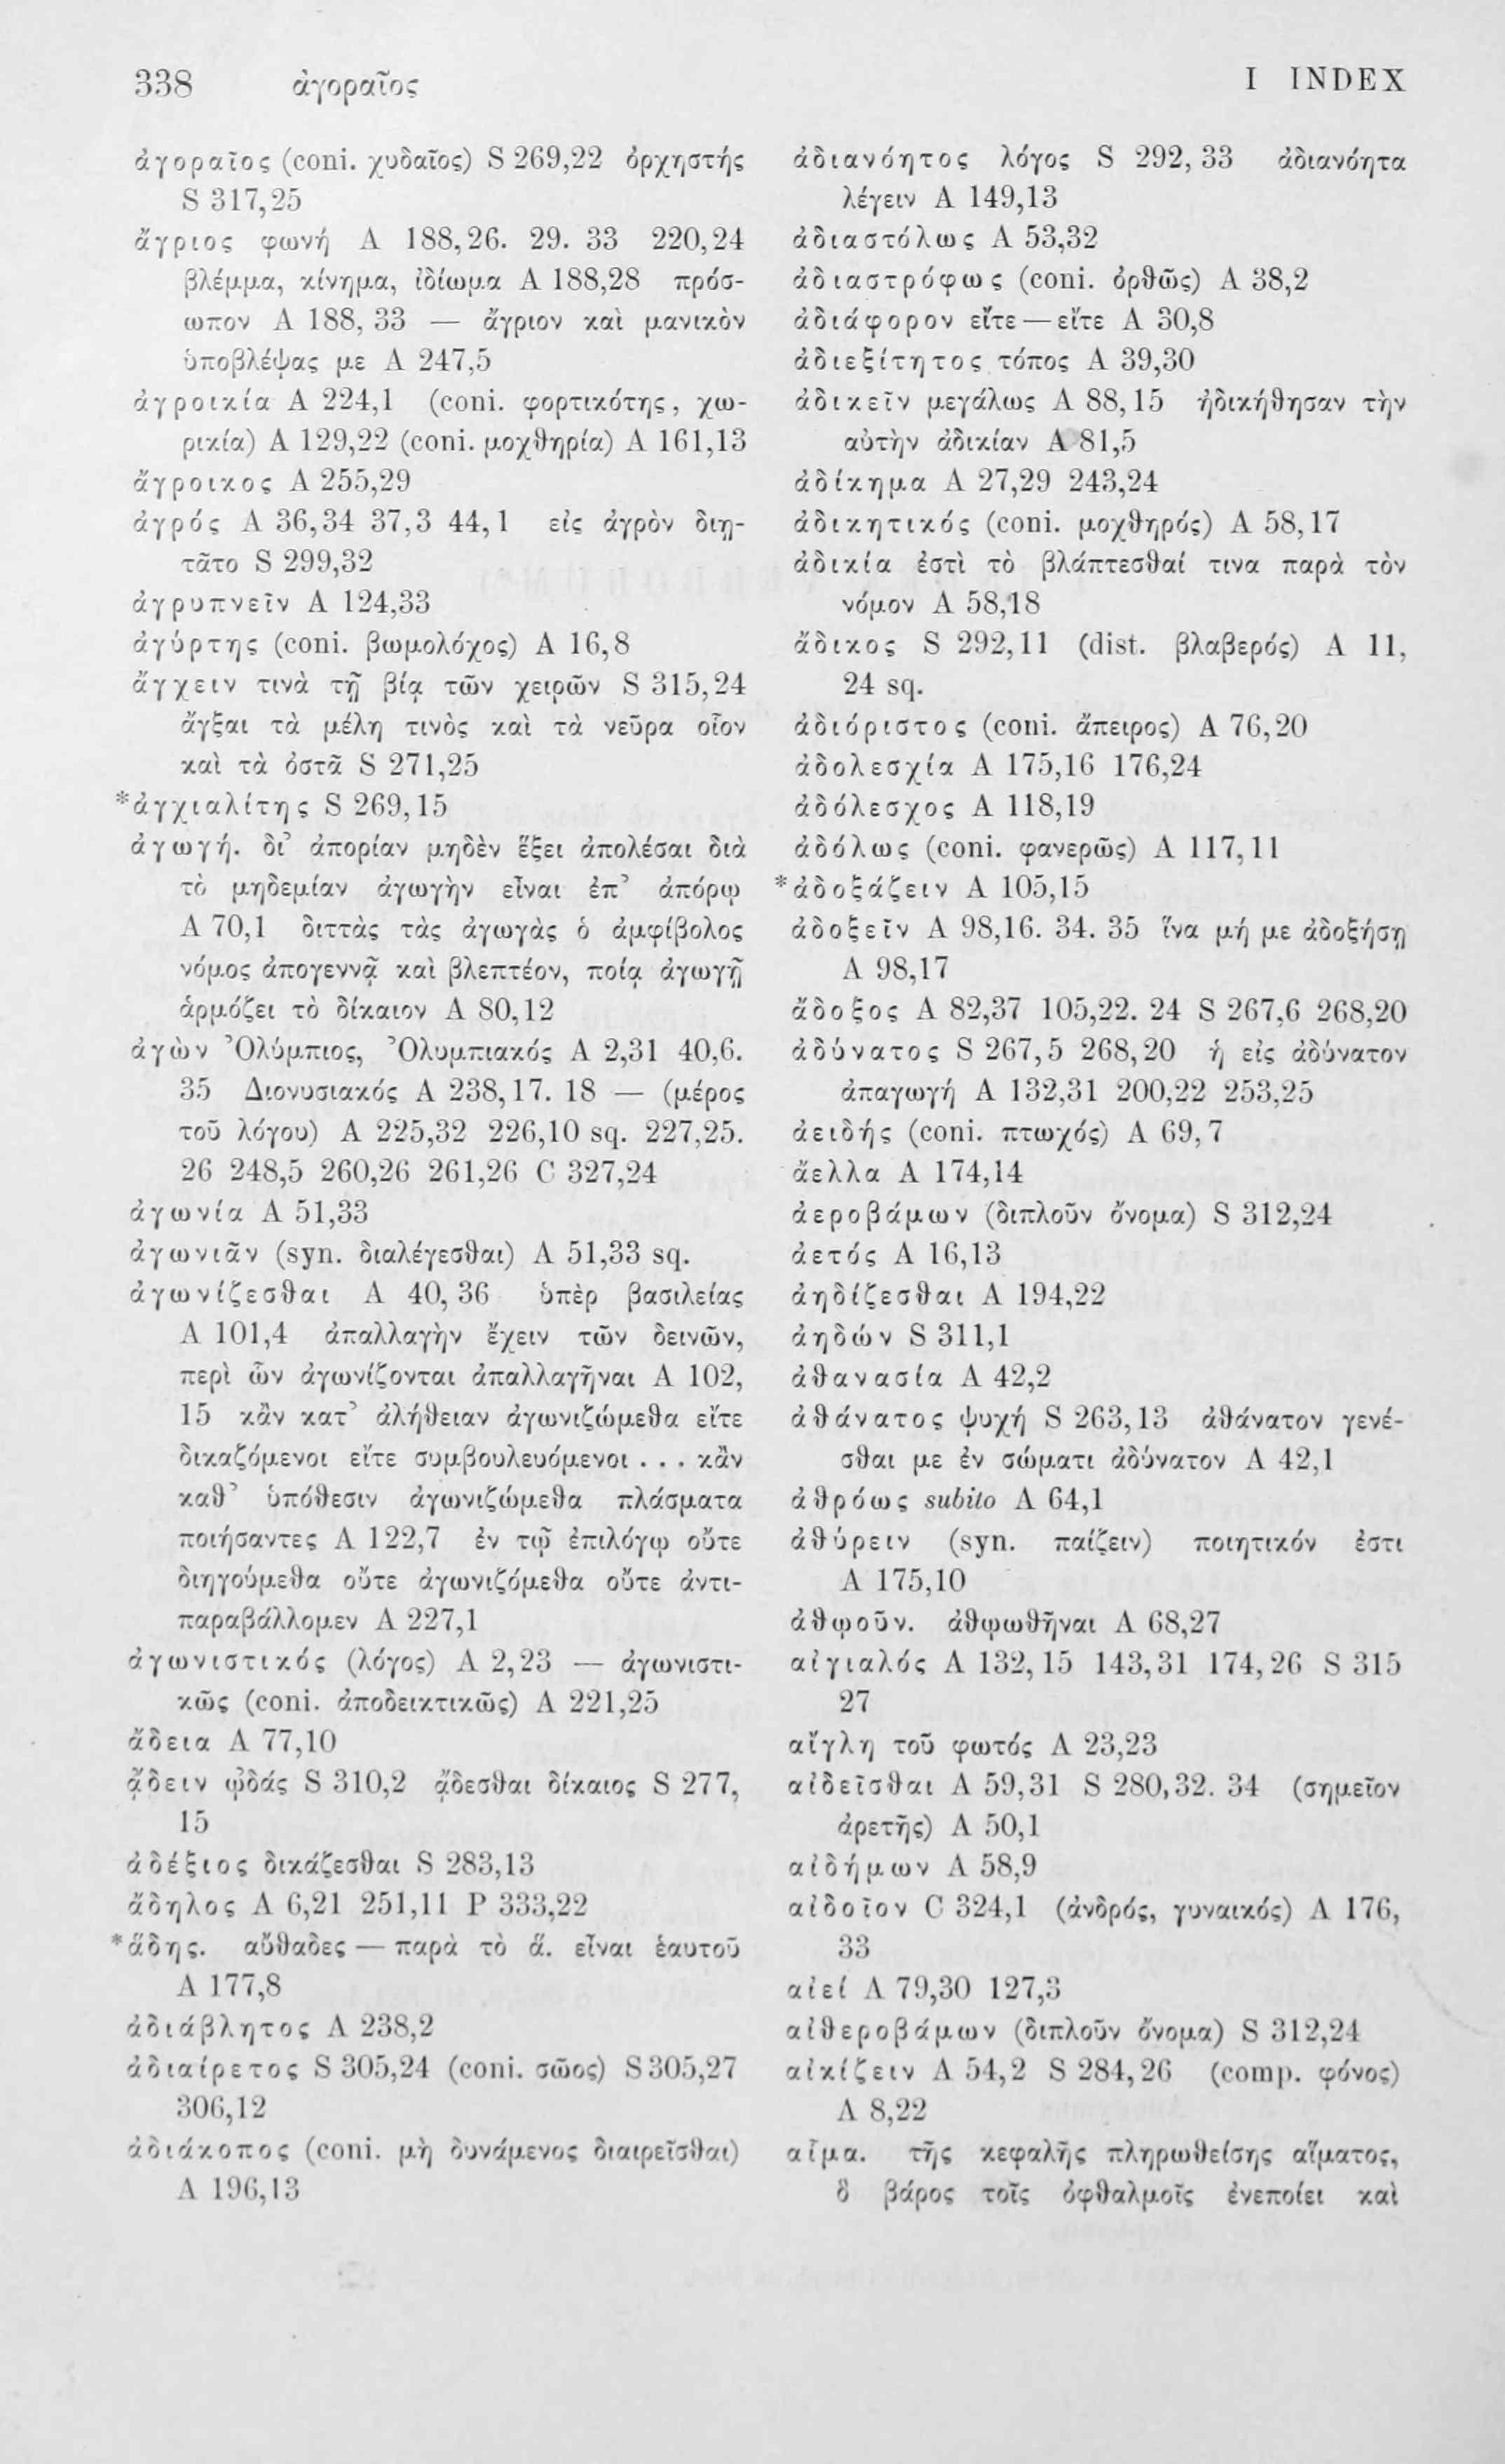 338 ἀγοραῖος I INDEX
ἀγοραῖος (coni. χυδαῖος) S 269,22 ὀρχηστής
S 317,25
ἄγριος φωνή A 188,26. 29. 33 220,24
βλέμμα, κίνημα, ἰδίωμα A 188,28 πρόσ-
ωπον A 188, 33 — ἄγριον καὶ μανικὸν
ὑποβλέψας με A 247,5
ἀγροικία A 224,1 (coni. φορτικότης, χω-
ρικία) A 129,22 (coni. μοχθηρία) A 161,13
ἄγροικος A 255,29
ἀγρός A 36,34 37,3 44,1 εἰς ἀγρὸν διῃ-
τᾶτο S 299,32
ἀγρυπνεῖν A 124,33
ἀγύρτης (coni. βωμολόχος) A 16,8
ἄγχειν τινὰ τῇ βίᾳ τῶν χειρῶν S 315,24
ἄγξαι τὰ μέλη τινὸς καὶ τὰ νεῦρα οἷον
καὶ τὰ ὀστᾶ S 271,25
*ἀγχιαλίτης S 269,15
ἀγωγή. δι’ ἀπορίαν μηδὲν ἕξει ἀπολέσαι διὰ
τὸ μηδεμίαν ἀγωγὴν εἶναι ἐπ’ ἀπόρῳ
A 70,1 διττὰς τὰς ἀγωγὰς ὁ ἀμφίβολος
νόμος ἀπογεννᾷ καὶ βλεπτέον, ποίᾳ ἀγωγῇ
ἁρμόζει τὸ δίκαιον A 80,12
ἀγὼν Ὀλύμπιος, Ὀλυμπιακός A 2,31 40,6.
35 Διονυσιακός A 238,17. 18 — (μέρος
τοῦ λόγου) A 225,32 226,10 sq. 227,25.
26 248,5 260,26 261,26 C 327,24
ἀγωνία A 51,33
ἀγωνιᾶν (syn. διαλέγεσθαι) A 51,33 sq.
ἀγωνίζεσθαι A 40, 36 ὑπὲρ βασιλείας
A 101,4 ἀπαλλαγὴν ἔχειν τῶν δεινῶν,
περὶ ὧν ἀγωνίζονται ἀπαλλαγῆναι A 102,
15 κἂν κατ’ ἀλήθειαν ἀγωνιζώμεθα εἴτε
δικαζόμενοι εἴτε συμβουλευόμενοι . . . κἂν
καθ’ ὑπόθεσιν ἀγωνιζώμεθα πλάσματα
ποιήσαντες A 122,7 ἐν τῷ ἐπιλόγῳ οὔτε
διηγούμεθα οὔτε ἀγωνιζόμεθα οὔτε ἀντι-
παραβάλλομεν A 227,1
ἀγωνιστικός (λόγος) A 2,23 — ἀγωνιστι-
κῶς (coni. ἀποδεικτικῶς) A 221,25
ἄδεια A 77,10
ᾄδειν ᾠδάς S 310,2 ᾄδεσθαι δίκαιος S 277,
15
ἀδέξιος δικάζεσθαι S 283,13
ἄδηλος A 6,21 251,11 P 333,22
*ἅδης. αὔθαδες — παρὰ τὸ ἅ. εἶναι ἑαυτοῦ
A 177,8
ἀδιάβλητος A 238,2
ἀδιαίρετος S 305,24 (coni. σῶος) S 305,27
306,12
ἀδιάκοπος (coni. μὴ δυνάμενος διαιρεῖσθαι)
A 196,13
ἀδιανόητος λόγος S 292, 33 ἀδιανόητα
λέγειν A 149,13
ἀδιαστόλως A 53,32
ἀδιαστρόφως (coni. ὀρθῶς) A 38,2
ἀδιάφορον εἴτε — εἴτε A 30,8
ἀδιεξίτητος τόπος A 39,30
ἀδικεῖν μεγάλως A 88,15 ἠδικήθησαν τὴν
αὐτὴν ἀδικίαν A 81,5
ἀδίκημα A 27,29 243,24
ἀδικητικός (coni. μοχθηρός) A 58,17
ἀδικία ἐστὶ τὸ βλάπτεσθαί τινα παρὰ τὸν
νόμον A 58,18
ἄδικος S 292,11 (dist. βλαβερός) A 11,
24 sq.
ἀδιόριστος (coni. ἄπειρος) A 76,20
ἀδολεσχία A 175,16 176,24
ἀδόλεσχος A 118,19
ἀδόλως (coni. φανερῶς) A 117,11
*ἀδοξάζειν A 105,15
ἀδοξεῖν A 98,16. 34. 35 ἵνα μή με ἀδοξήσῃ
A 98,17
ἄδοξος A 82,37 105,22. 24 S 267,6 268,20
ἀδύνατος S 267,5 268,20 ἡ εἰς ἀδύνατον
ἀπαγωγή A 132,31 200,22 253,25
ἀειδής (coni. πτωχός) A 69,7
ἄελλα A 174,14
ἀεροβάμων (διπλοῦν ὄνομα) S 312,24
ἀετός A 16,13
ἀηδίζεσθαι A 194,22
ἀηδών S 311,1
ἀθανασία A 42,2
ἀθάνατος ψυχή S 263,13 ἀθάνατον γενέ-
σθαι με ἐν σώματι ἀδύνατον A 42,1
ἀθρόως subito A 64,1
ἀθύρειν (syn. παίζειν) ποιητικόν ἐστι
A 175,10
ἀθῳοῦν. ἀθῳωθῆναι A 68,27
αἰγιαλός A 132,15 143,31 174,26 S 315
27
αἴγλη τοῦ φωτός A 23,23
αἰδεῖσθαι A 59,31 S 280,32. 34 (σημεῖον
ἀρετῆς) A 50,1
αἰδήμων A 58,9
αἰδοῖον C 324,1 (ἀνδρός, γυναικός) A 176,
33
αἰεί A 79,30 127,3
αἰθεροβάμων (διπλοῦν ὄνομα) S 312,24
αἰκίζειν A 54,2 S 284,26 (comp. φόνος)
A 8,22
αἷμα. τῆς κεφαλῆς πληρωθείσης αἵματος,
ὃ βάρος τοῖς ὀφθαλμοῖς ἐνεποίει καὶ